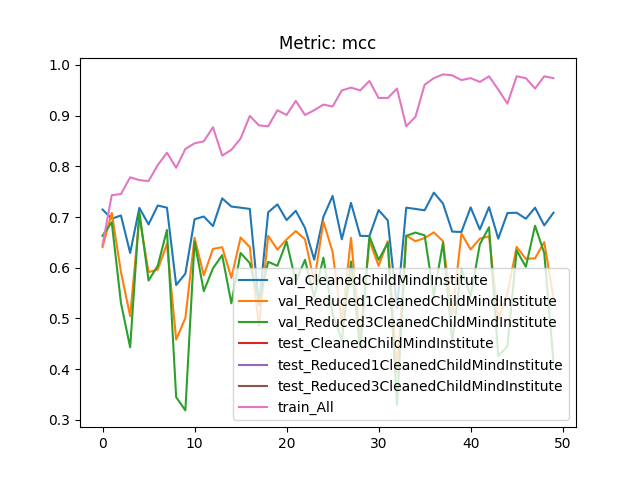 Metric: mcc
1.0
0.9
0.8
0.7
0.6
0.5
0.4
0.3
val_CleanedChildMindInstitute
val_Reduced1CleanedChildMindInstitute
val_Reduced3CleanedChildMindInstitute
test_CleanedChildMindInstitute
test_Reduced1CleanedChildMindInstitute
test_Reduced3CleanedChildMindInstitute
train_All
0 10 20 30 40 50